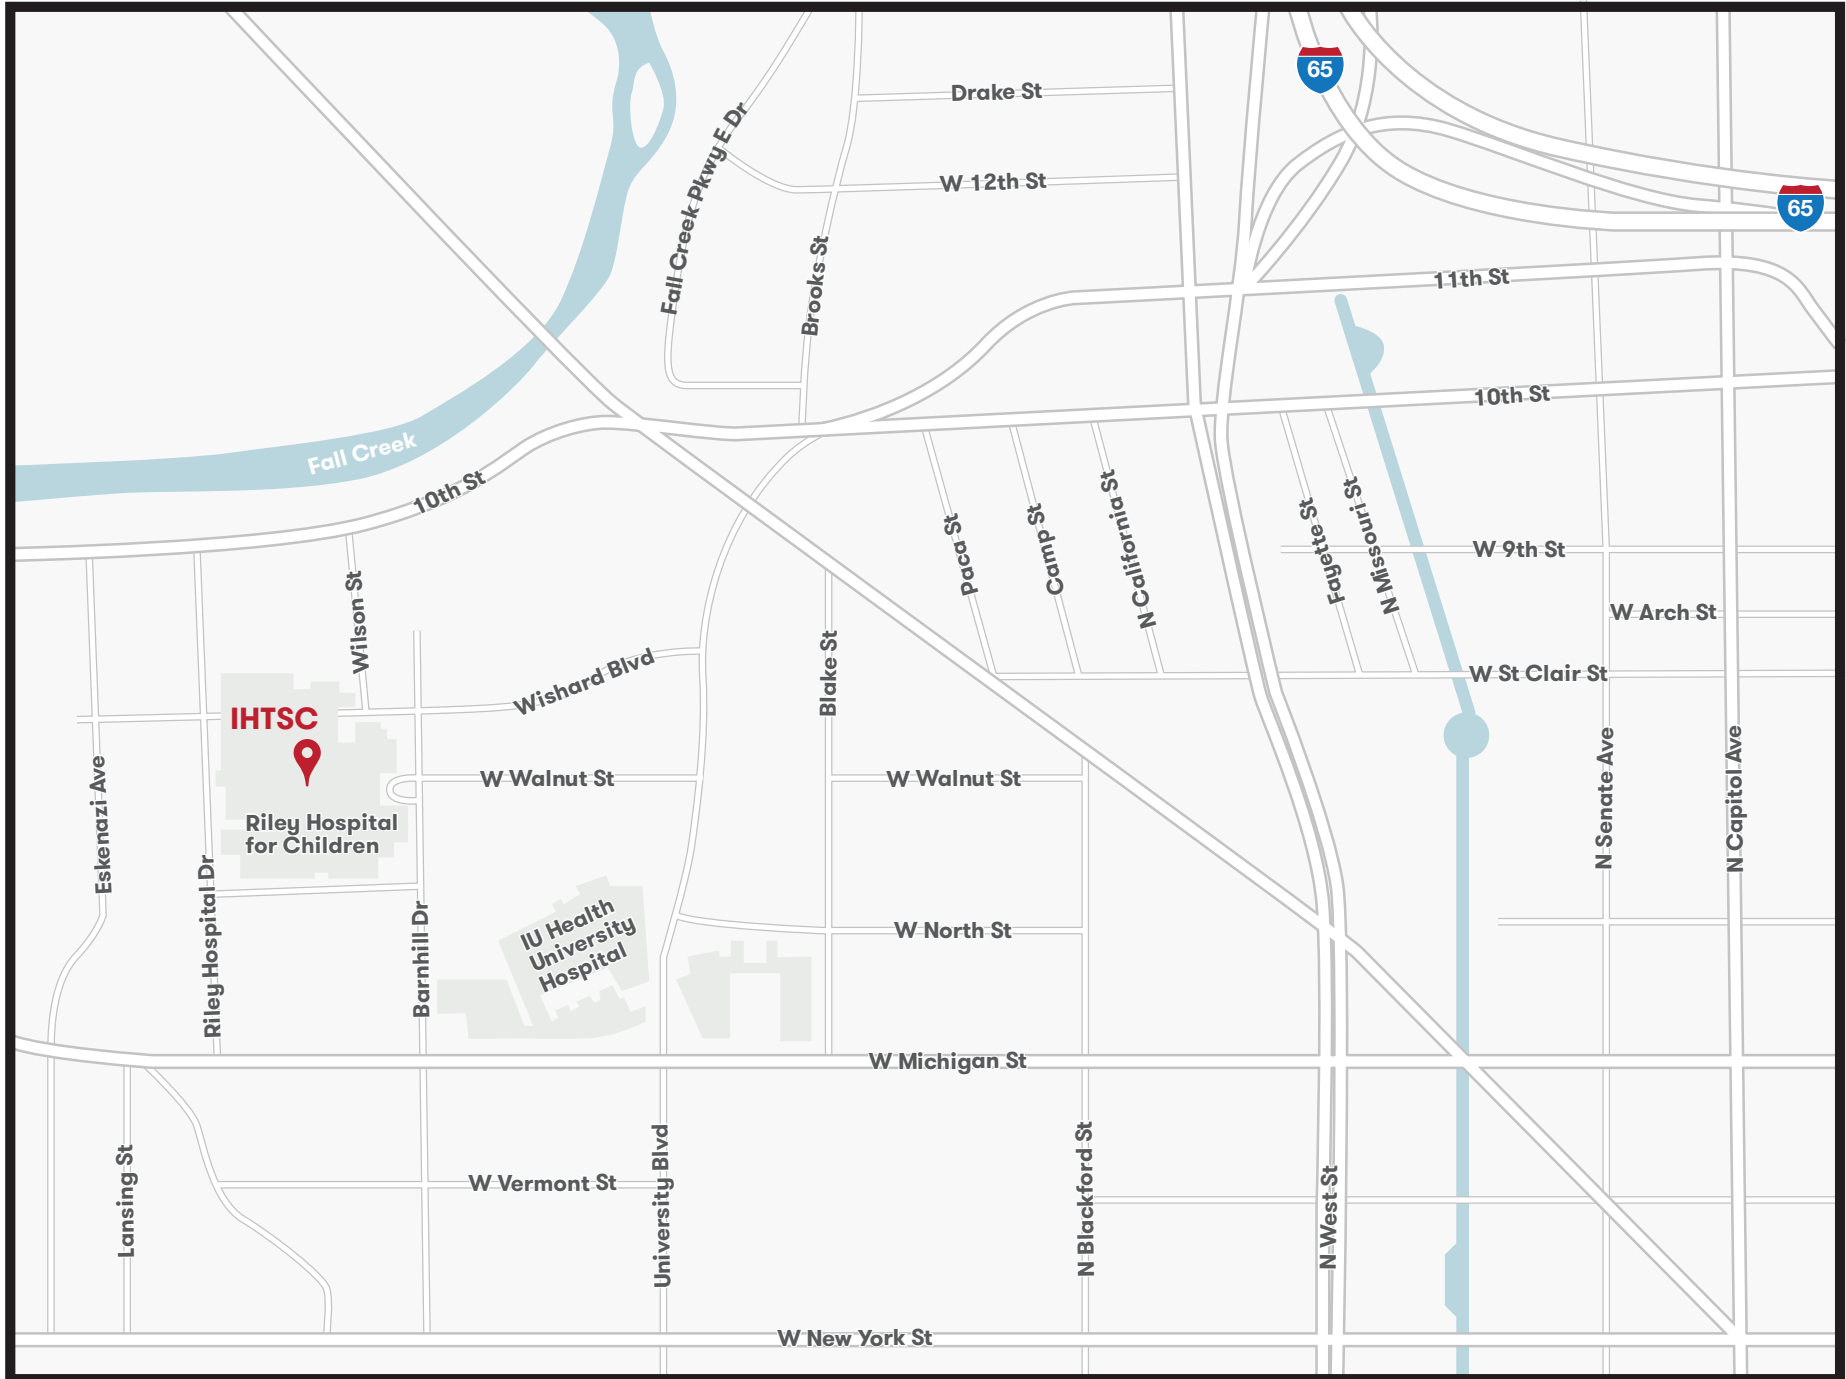 65
Drake St
Fall Creek Pkwy E Dr
W 12th St
65
Brooks St
11th St
10th St
Fall Creek
10th St
Paca St
Camp St
N California St
Fayette St
N Missouri St
W 9th St
W Arch St
Wilson St
Wishard Blvd
Blake St
W St Clair St
IHTSC
Eskenazi Ave
W Walnut St
W Walnut St
N Senate Ave
N Capitol Ave
Riley Hospital
for Children
Riley Hospital Dr
Barnhill Dr
IU Health
University
Hospital
W North St
W Michigan St
Lansing St
W Vermont St
University Blvd
N Blackford St
N West St
W New York St